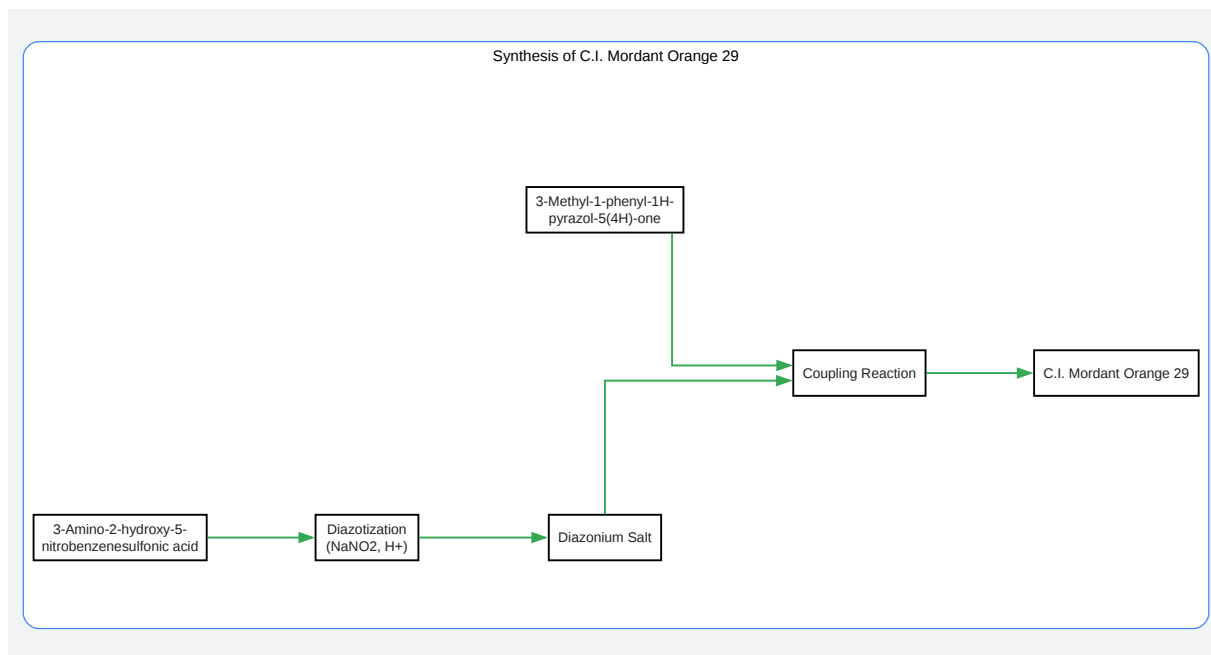 Synthesis of C.I. Mordant Orange 29
3-Methyl-1-phenyl-1H-
pyrazol-5(4H)-one
Coupling Reaction
C.I. Mordant Orange 29
3-Amino-2-hydroxy-5-
nitrobenzenesulfonic acid
Diazotization
(NaNO2, H+)
Diazonium Salt